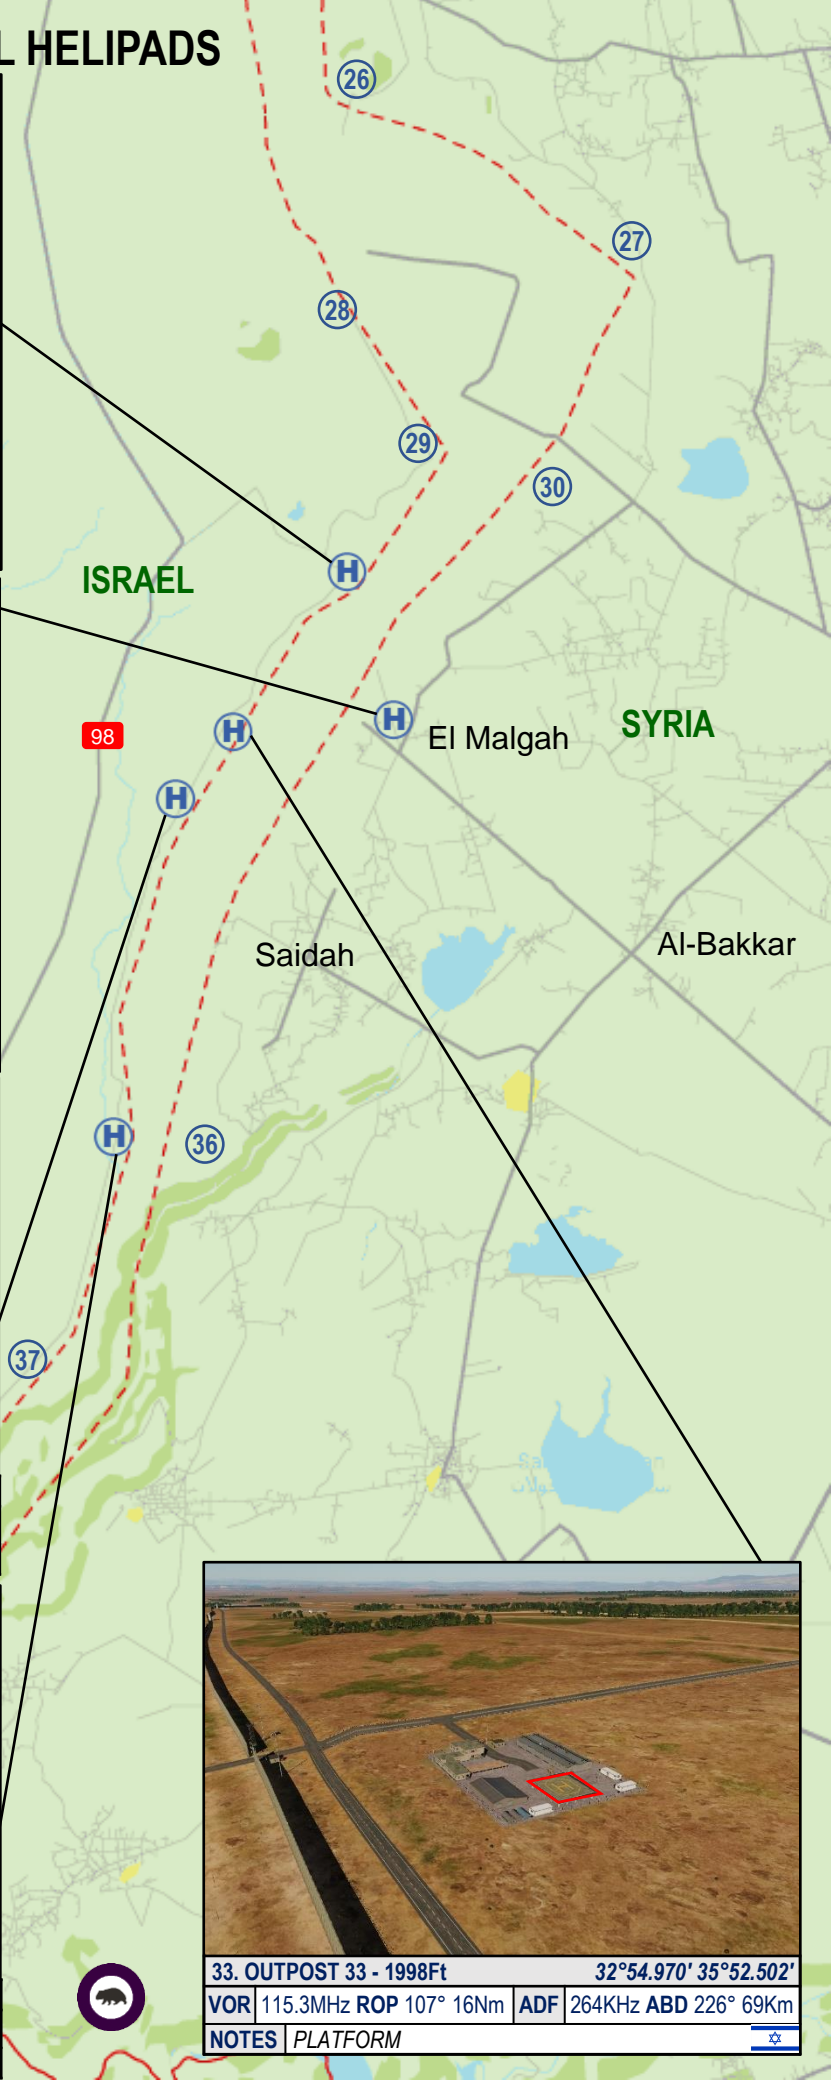 L HELIPADS
26
27
28
29
30
H
ISRAEL
H
SYRIA
98
H
El Malgah
H
Saidah
Al-Bakkar
H
36
37
33. OUTPOST 33 - 1998Ft 32°54.970' 35°52.502'
VOR 115.3MHz ROP 107° 16Nm ADF 264KHz ABD 226° 69Km
NOTES PLATFORM